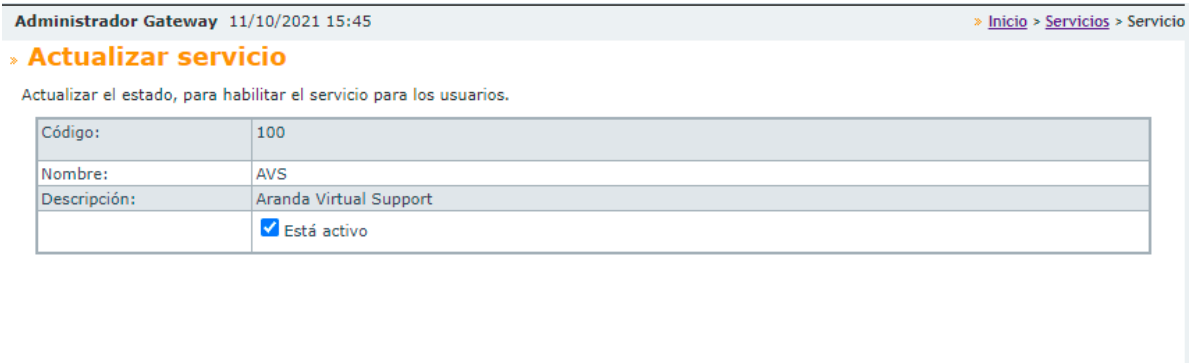 Administrador Gateway 11/10/2021 15:45 » Inicio > Servicios > Servicio
» Actualizar servicio
Actualizar el estado, para habilitar el servicio para los usuarios.
Código: 100
Nombre: AVS
Descripción: Aranda Virtual Support
Está activo